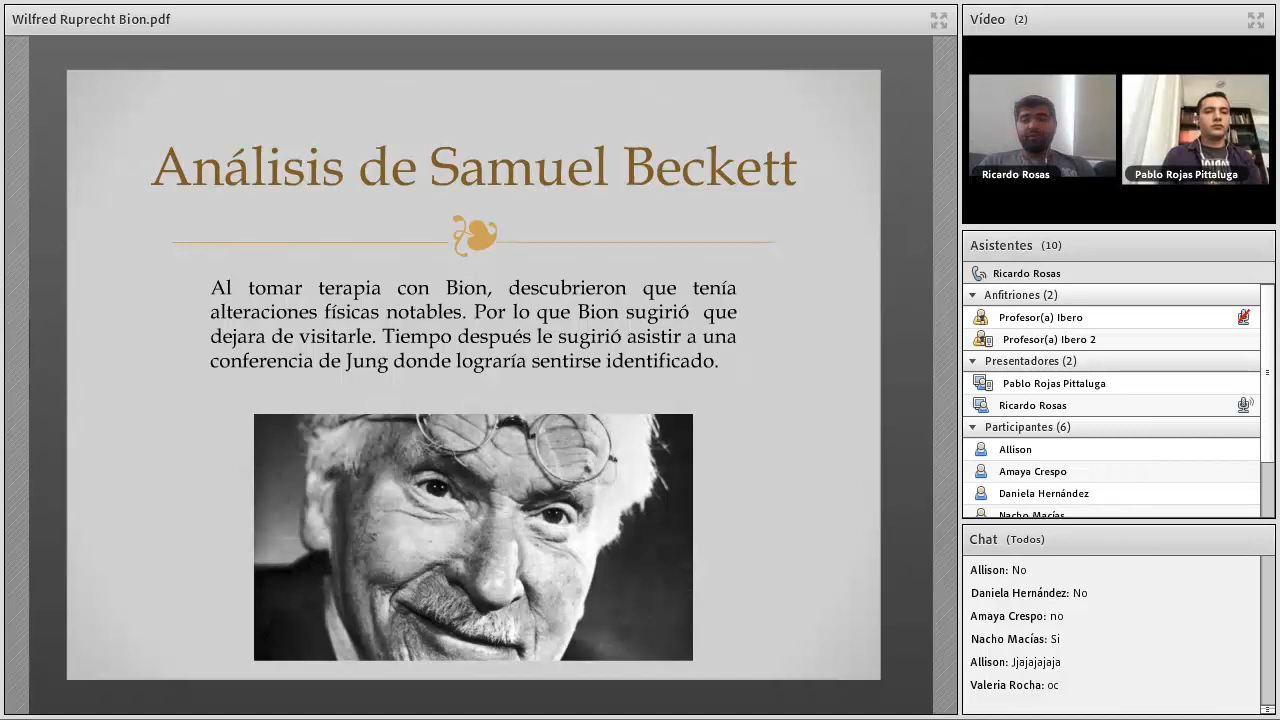 Wilfred Ruprecht Bion.pdf
Análisis de Samuel Beckett
Al tomar terapia con Bion, descubrieron que tenía
alteraciones físicas notables. Por lo que Bion sugirió que
dejara de visitarle. Tiempo después le sugirió asistir a una
conferencia de Jung donde lograría sentirse identificado.
Vídeo (2)
Ricardo Rosas
Pablo Rojas Pittaluga
Asistentes (10)
Ricardo Rosas
Anfitriones (2)
Profesor(a) Ibero
Profesor(a) Ibero 2
Presentadores (2)
Pablo Rojas Pittaluga
Ricardo Rosas
Participantes (6)
Allison
Amaya Crespo
Daniela Hernández
Nacho Macías
Chat (Todos)
Allison: No
Daniela Hernández: No
Amaya Crespo: no
Nacho Macías: Si
Allison: Jjajajajaja
Valeria Rocha: oc